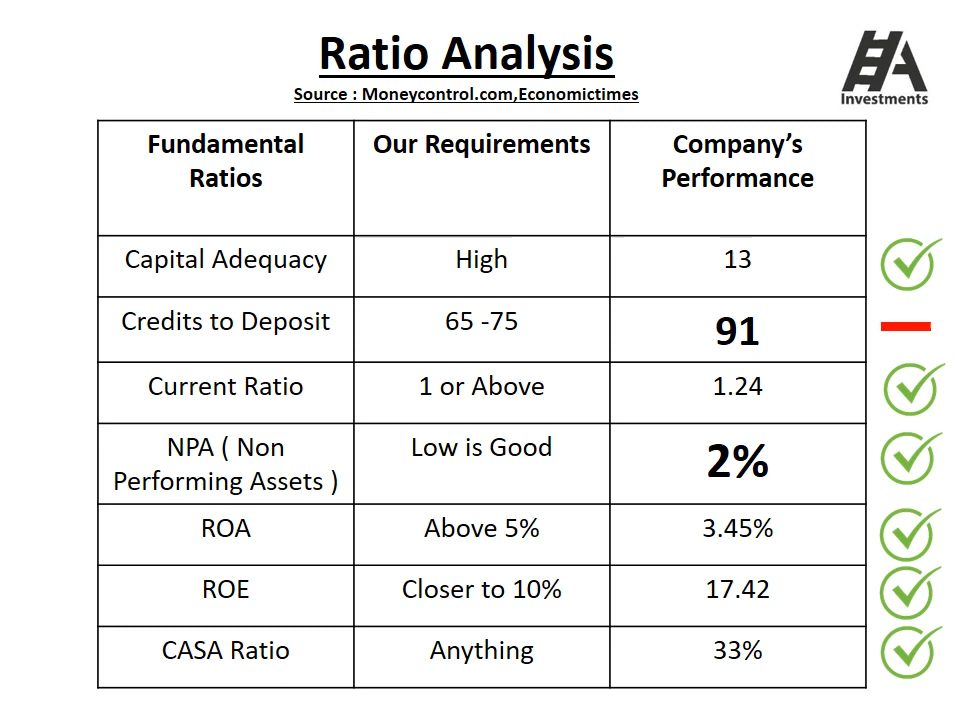 Ratio Analysis
Source : Moneycontrol.com,Economictimes
HA
Investments
Fundamental Ratios
Our Requirements
Company’s Performance
Capital Adequacy
High
13
Credits to Deposit
65 -75
91
Current Ratio
1 or Above
1.24
NPA ( Non
Performing Assets )
Low is Good
2%
ROA
Above 5%
3.45%
ROE
Closer to 10%
17.42
CASA Ratio
Anything
33%